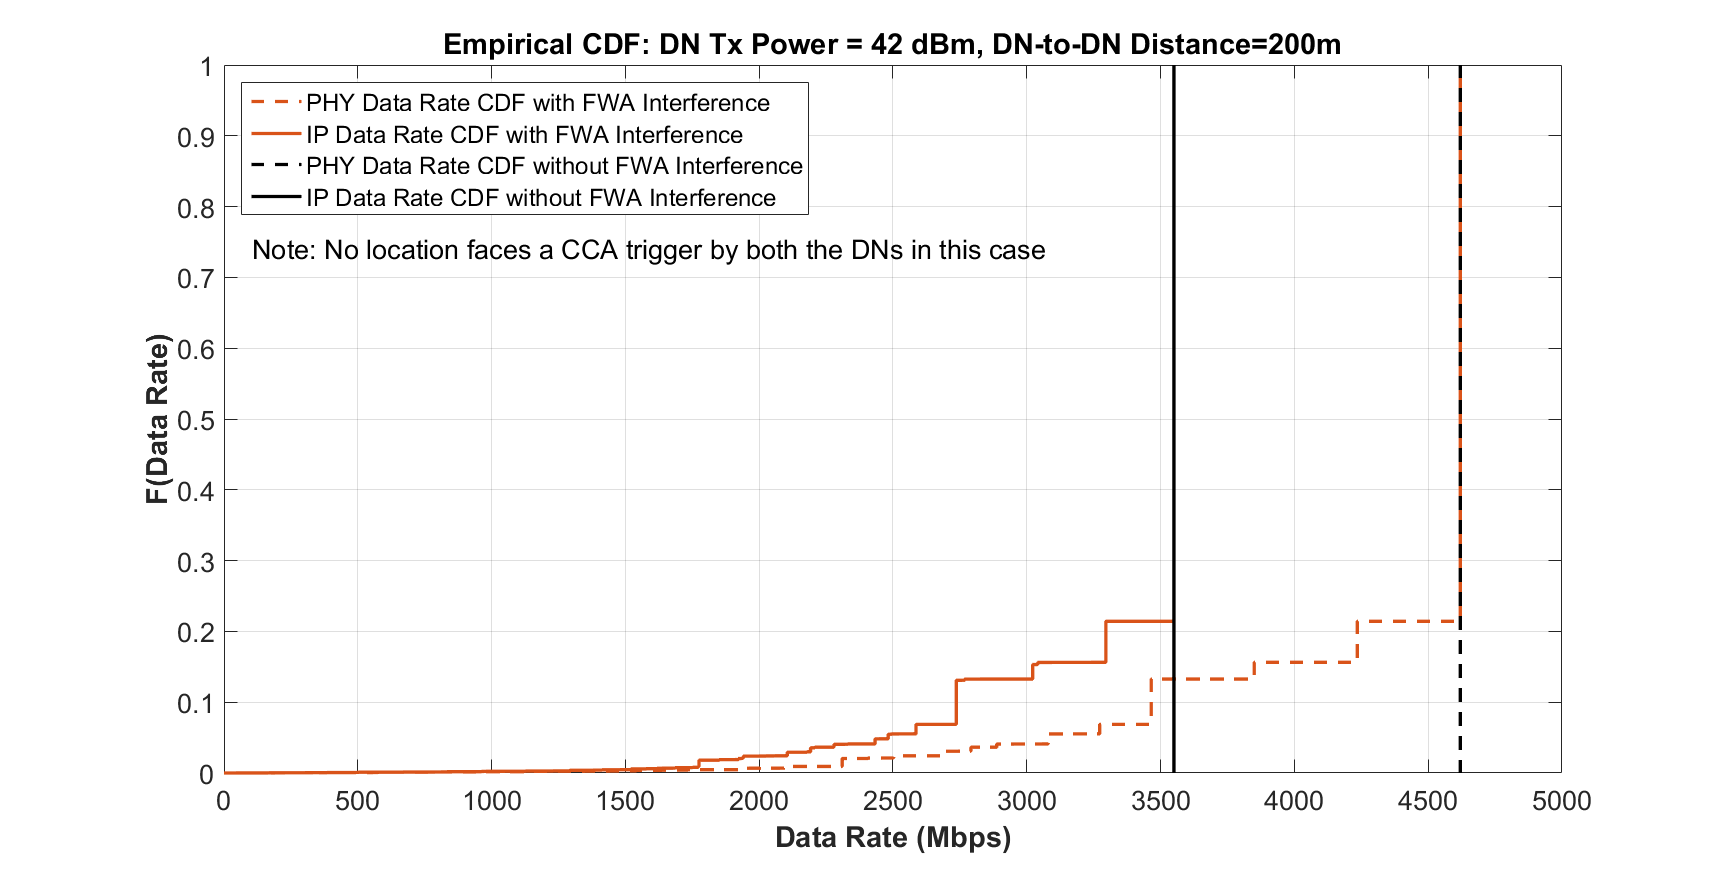 Empirical CDF: DN Tx Power = 42 dBm, DN-to-DN Distance=200m
1
0.9
0.8
0.7
0.6
0.5
0.4
0.3
0.2
0.1
0
F(Data Rate)
PHY Data Rate CDF with FWA Interference
IP Data Rate CDF with FWA Interference
PHY Data Rate CDF without FWA Interference
IP Data Rate CDF without FWA Interference
Note: No location faces a CCA trigger by both the DNs in this case
0 500 1000 1500 2000 2500 3000 3500 4000 4500 5000
Data Rate (Mbps)